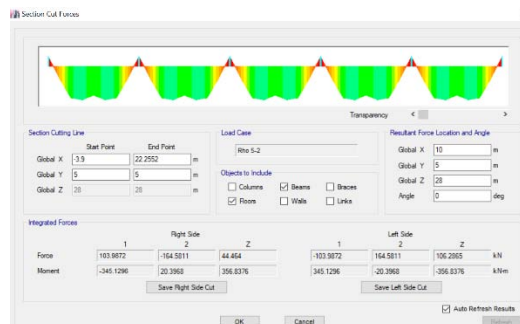 Section Cut Forces
Transparency
Section Cutting Line
Start Point End Point
Global X -3.9 22.2552 m
Global Y 5 5 m
Global Z 28 28 m
Load Case
Rho 5-2
Objects to Include
Columns Beams Braces
Floors Walls Links
Resultant Force Location and Angle
Global X 10 m
Global Y 5 m
Global Z 28 m
Angle 0 deg
Integrated Forces
Right Side Left Side
1 2 Z 1 2 Z
Force 103.9872 -164.5811 44.464 -103.9872 164.5811 106.2865 kN
Moment -345.1296 20.3968 356.8376 345.1296 -20.3968 -356.8376 kN-m
Save Right Side Cut Save Left Side Cut
Auto Refresh Results
OK Cancel Refresh